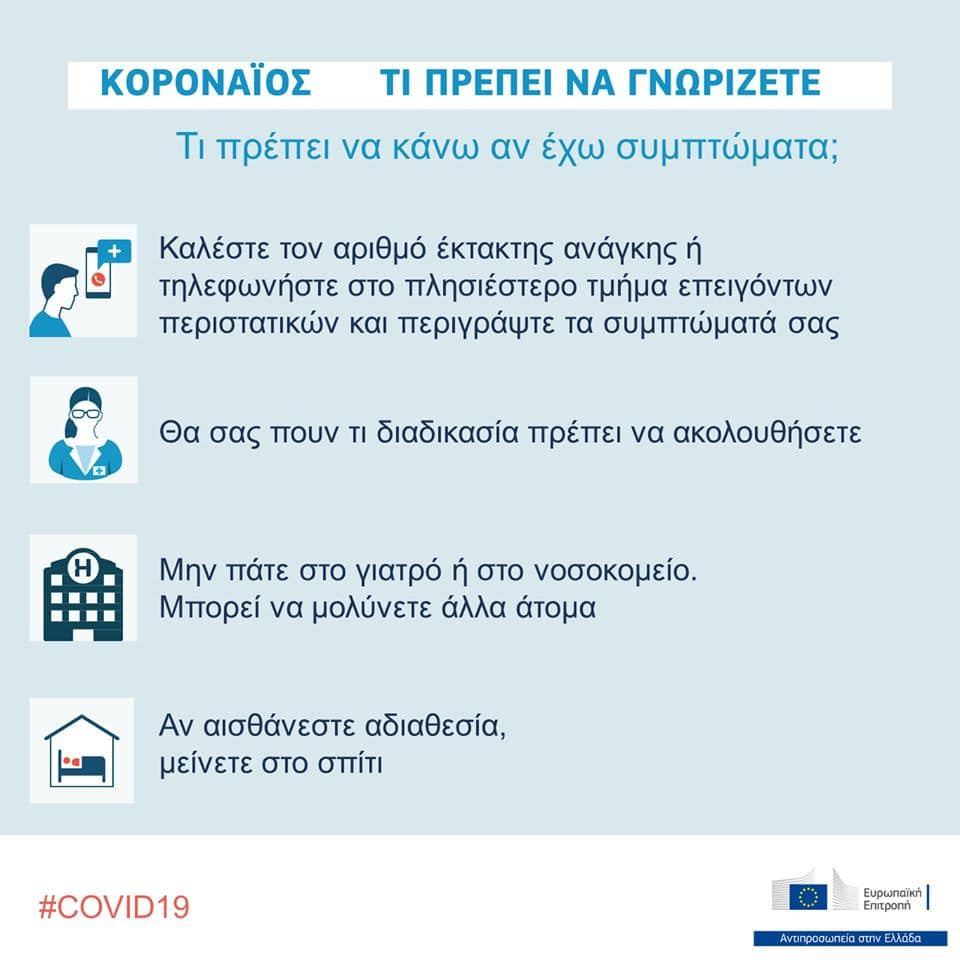 ΚΟΡΟΝΑΪΟΣ ΤΙ ΠΡΕΠΕΙ ΝΑ ΓΝΩΡΙΖΕΤΕ
Τι πρέπει να κάνω αν έχω συμπτώματα;
Καλέστε τον αριθμό έκτακτης ανάγκης ή
τηλεφωνήστε στο πλησιέστερο τμήμα επειγόντων
περιστατικών και περιγράψτε τα συμπτώματά σας
Θα σας πουν τι διαδικασία πρέπει να ακολουθήσετε
H
Μην πάτε στο γιατρό ή στο νοσοκομείο.
Μπορεί να μολύνετε άλλα άτομα
Αν αισθάνεστε αδιαθεσία,
μείνετε στο σπίτι
#COVID19
Ευρωπαϊκή
Επιτροπή
Αντιπροσωπεία στην Ελλάδα